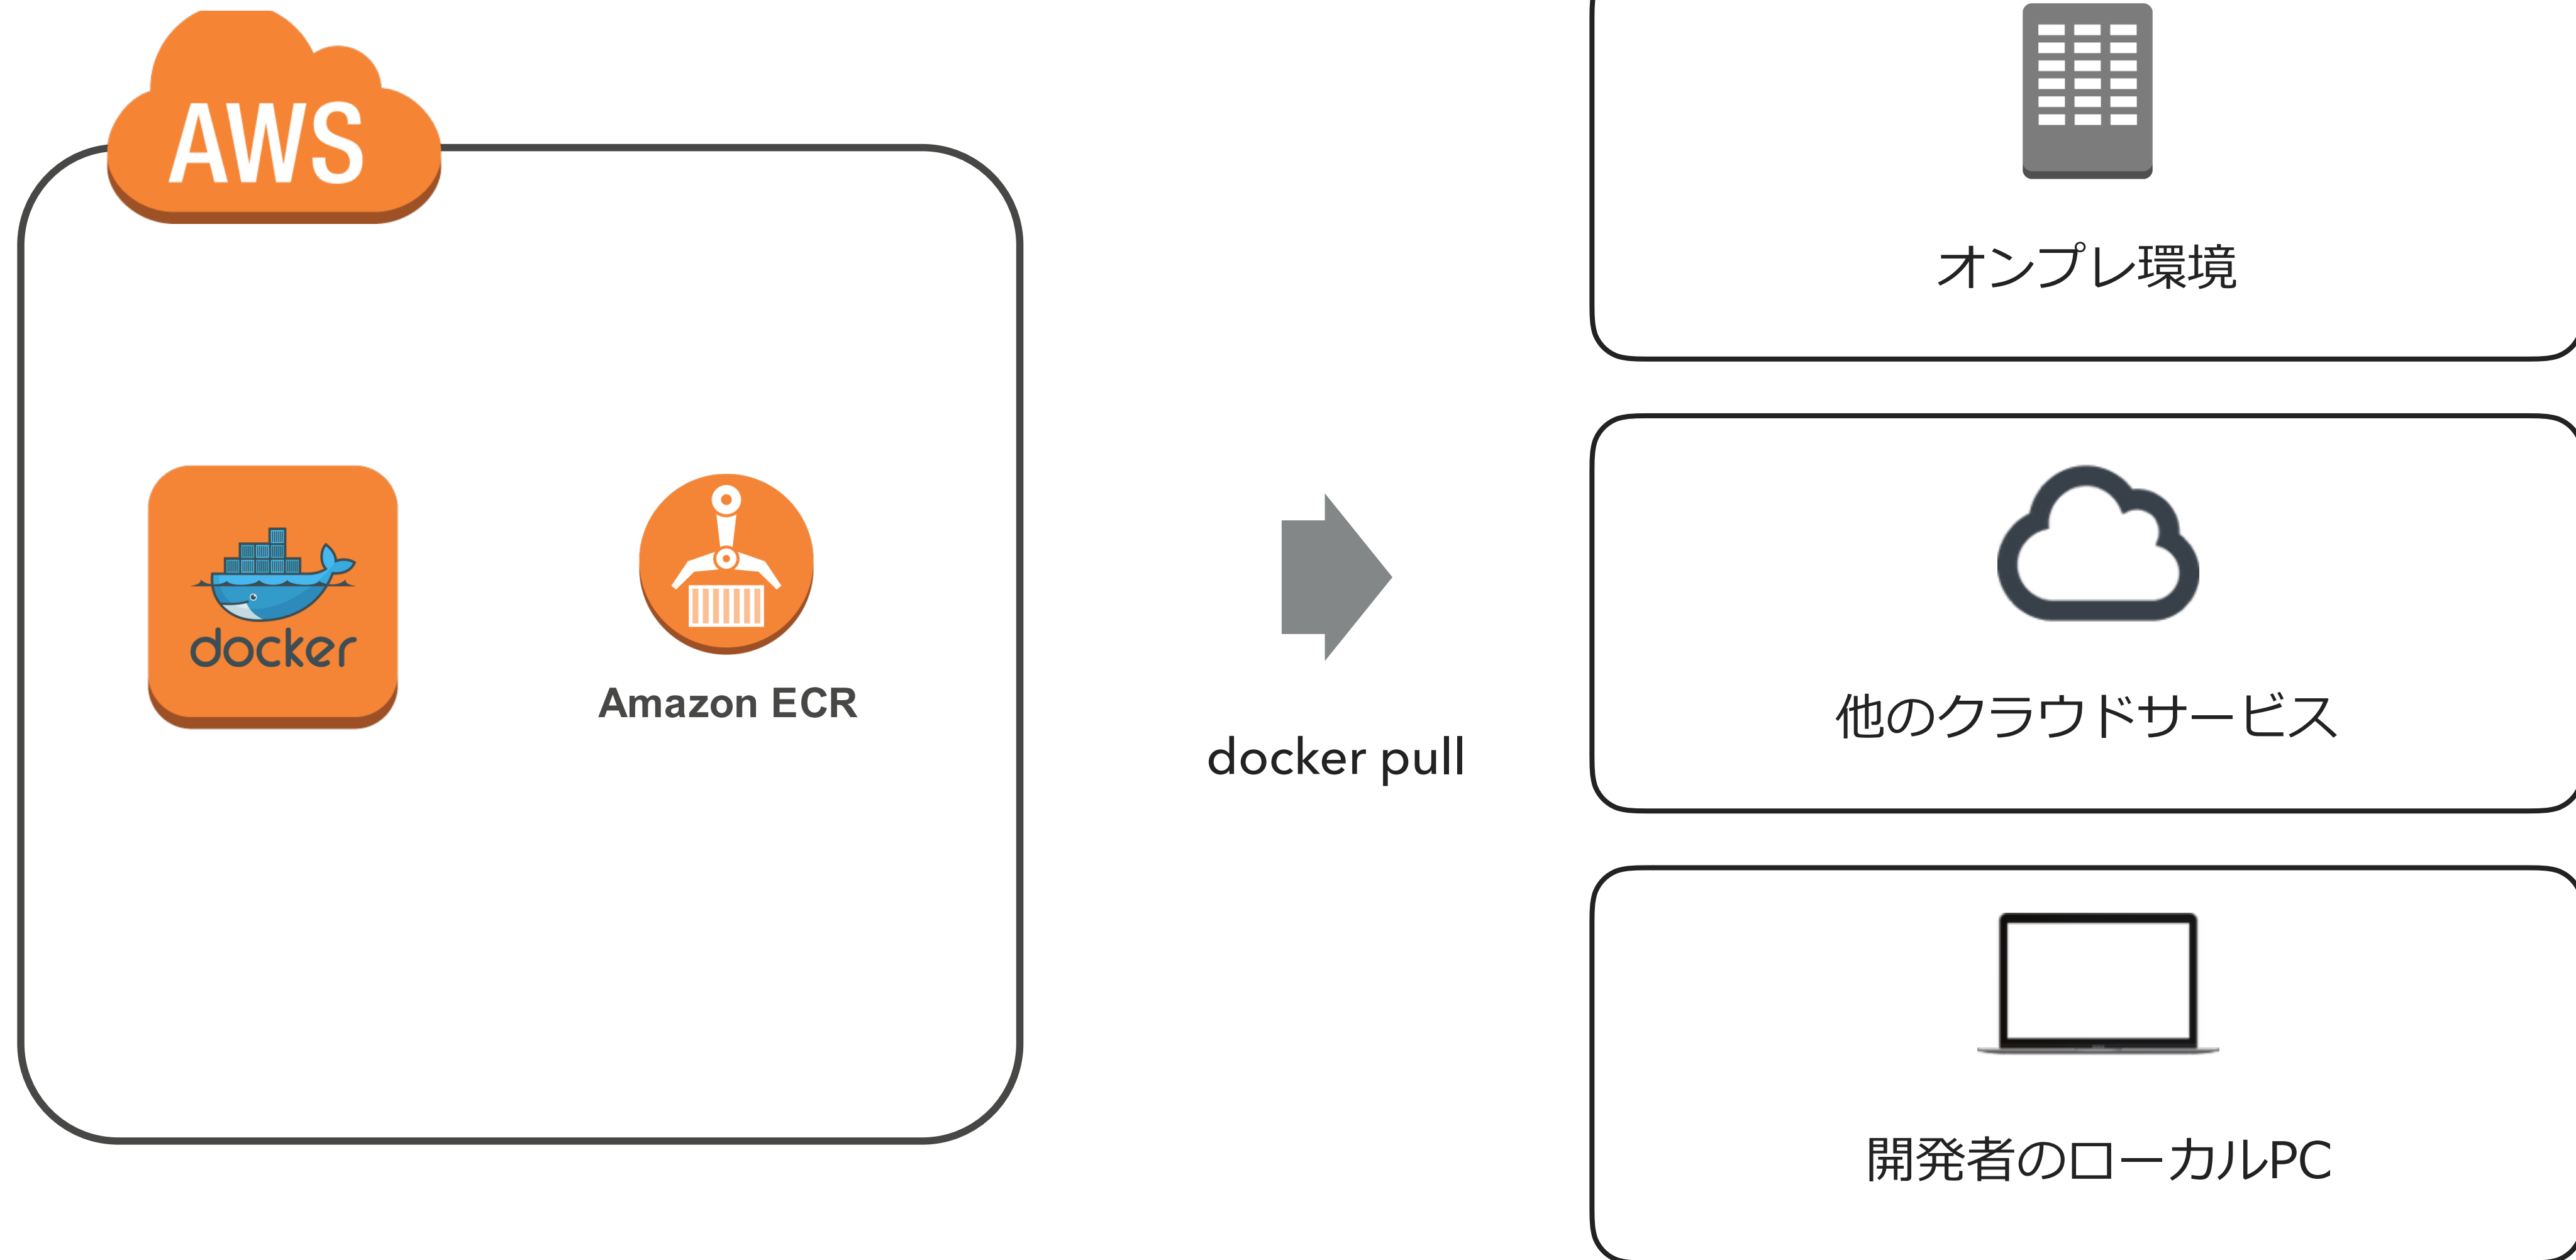 AWS
docker
Amazon ECR
docker pull
オンプレ環境
他のクラウドサービス
開発者のローカルPC